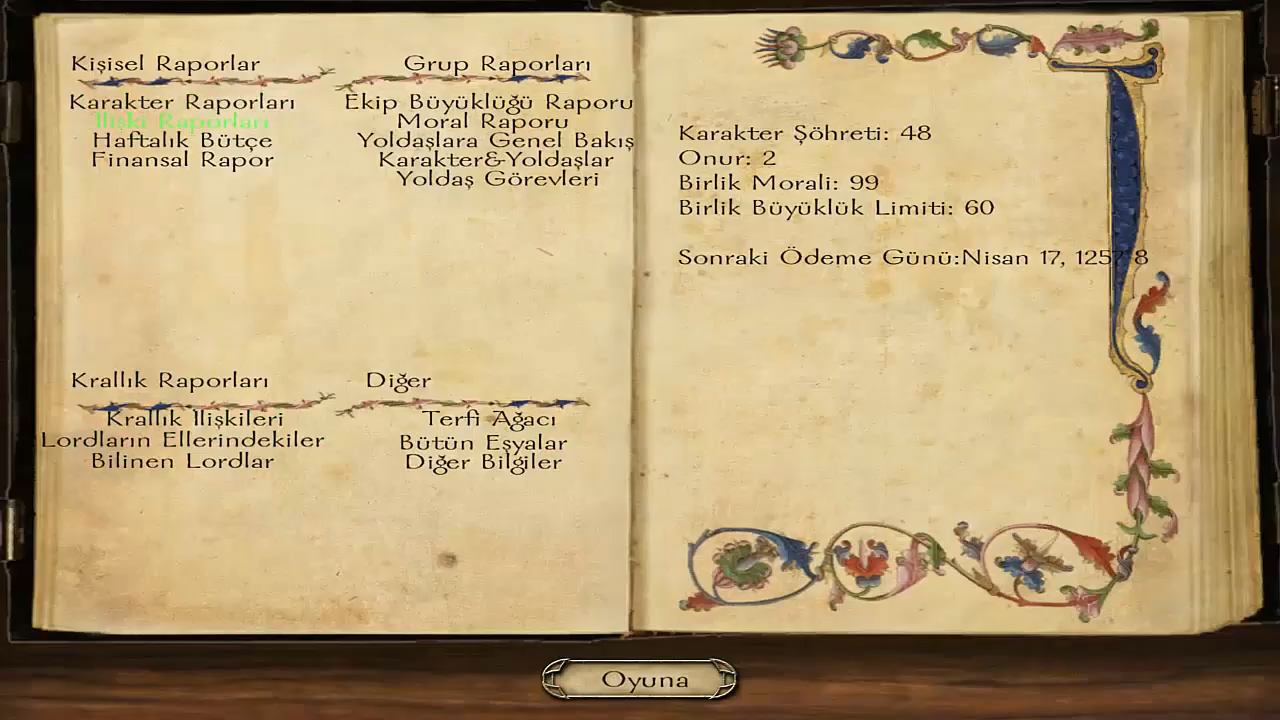 Kişisel Raporlar
Karakter Raporları
İlişki Raporları
Haftalık Bütçe
Finansal Rapor
Grup Raporları
Ekip Büyüklüğü Raporu
Moral Raporu
Yoldaşlara Genel Bakış
Karakter&Yoldaşlar
Yoldaş Görevleri
Krallık Raporları
Krallık İlişkileri
Lordların Ellerindekiler
Bilinen Lordlar
Diğer
Terfi Ağacı
Bütün Eşyalar
Diğer Bilgiler
Karakter Şöhreti: 48
Onur: 2
Birlik Morali: 99
Birlik Büyüklük Limiti: 60
Sonraki Ödeme Günü:Nisan 17, 1257 8
Oyuna